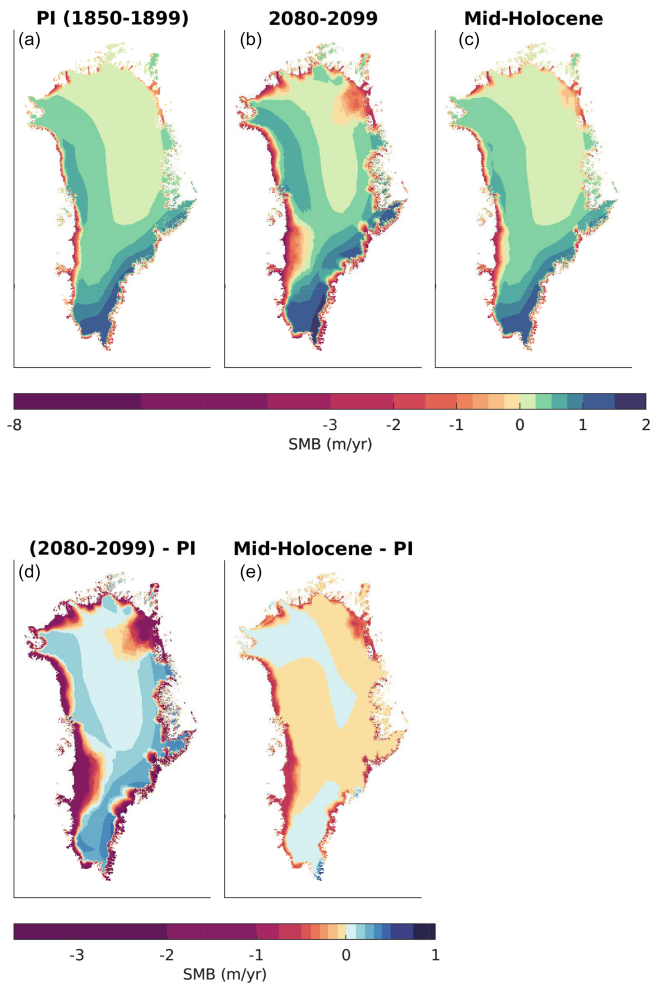 PI (1850-1899) 2080-2099 Mid-Holocene
(a) (b) (c)
-8 -3 -2 -1 0 1 2
SMB (m/yr)
(2080-2099) - PI Mid-Holocene - PI
(d) (e)
-3 -2 -1 0 1
SMB (m/yr)